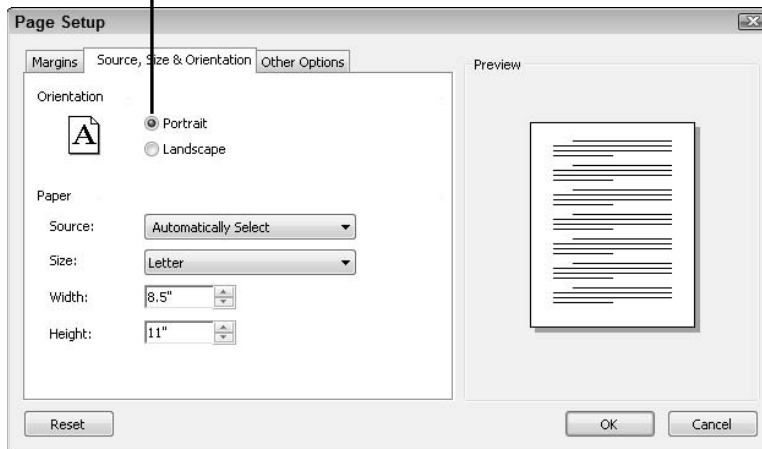 Page Setup
Margins Source, Size & Orientation Other Options
Preview
Orientation
A
Portrait
Landscape
Paper
Source: Automatically Select
Size: Letter
Width: 8.5"
Height: 11"
Reset OK Cancel